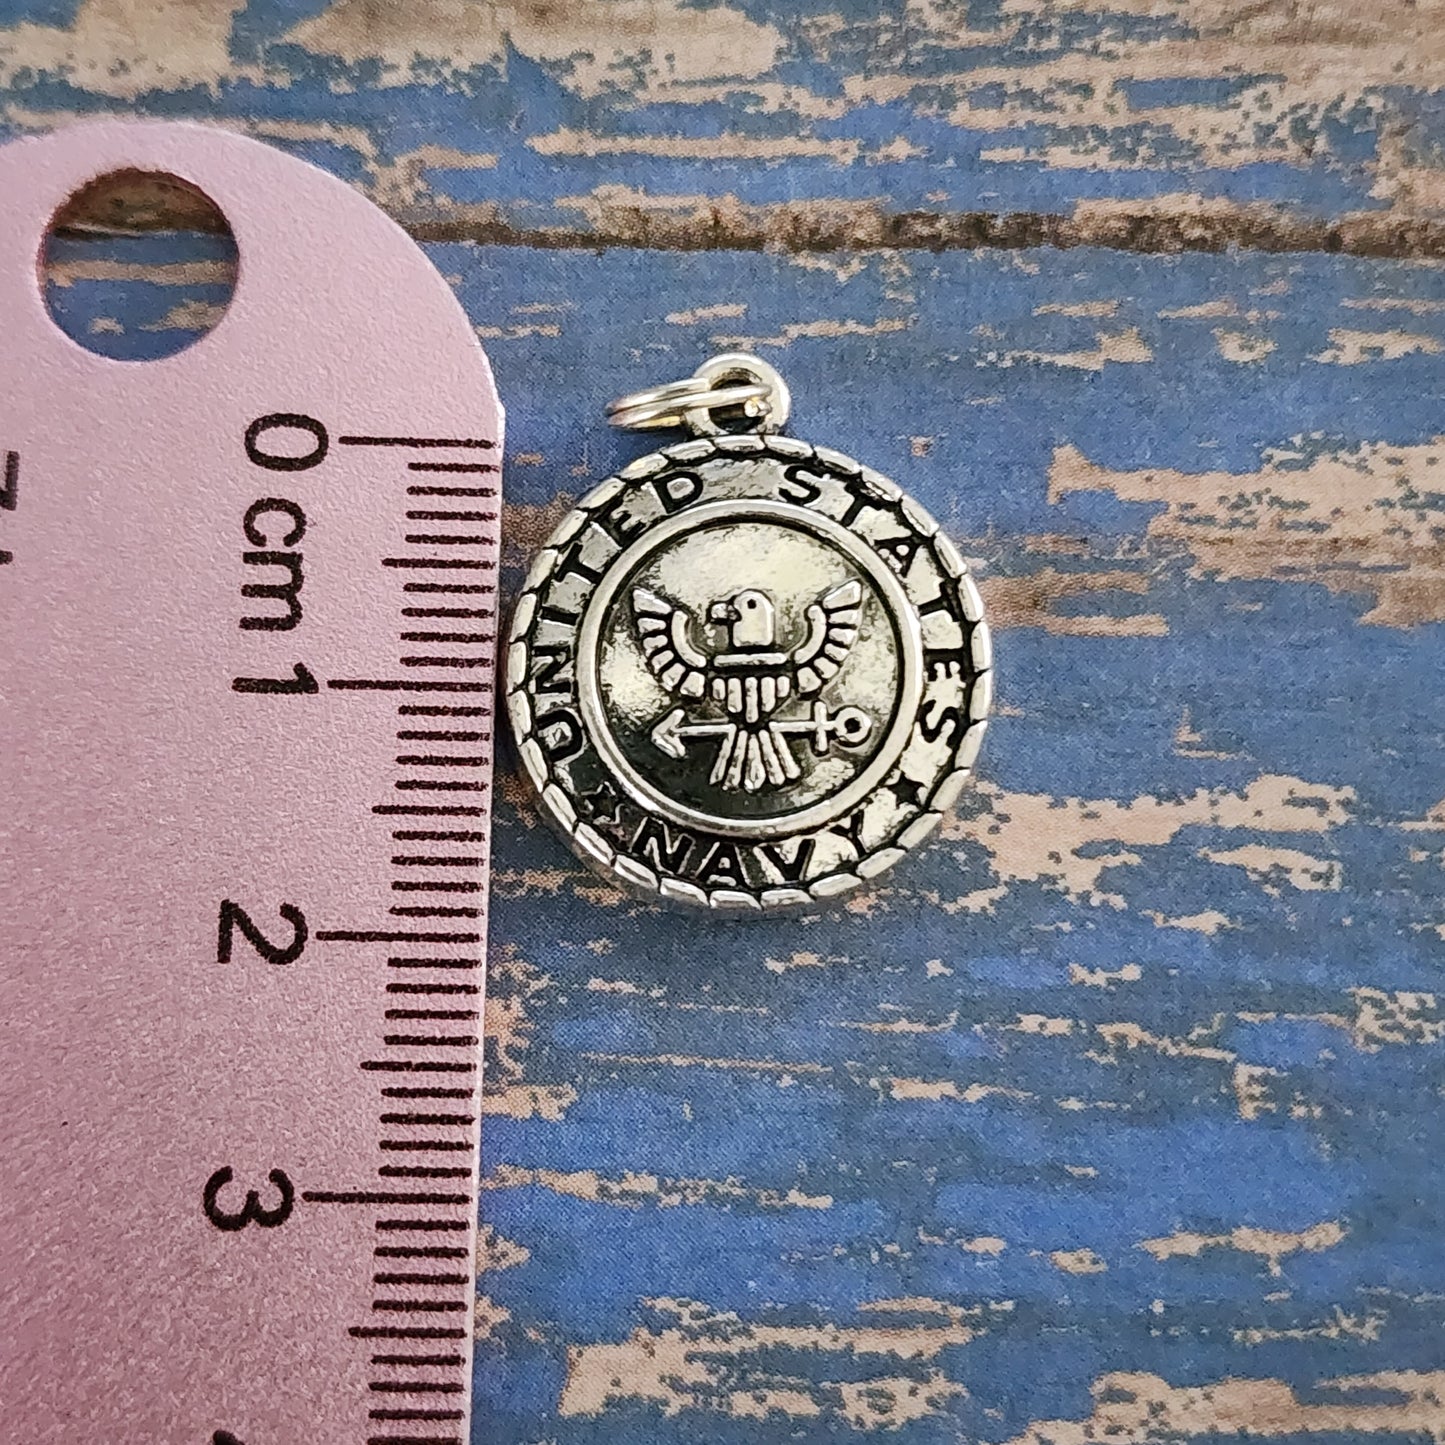 0 cm 1 2 3
UNITED STATES
NAVY